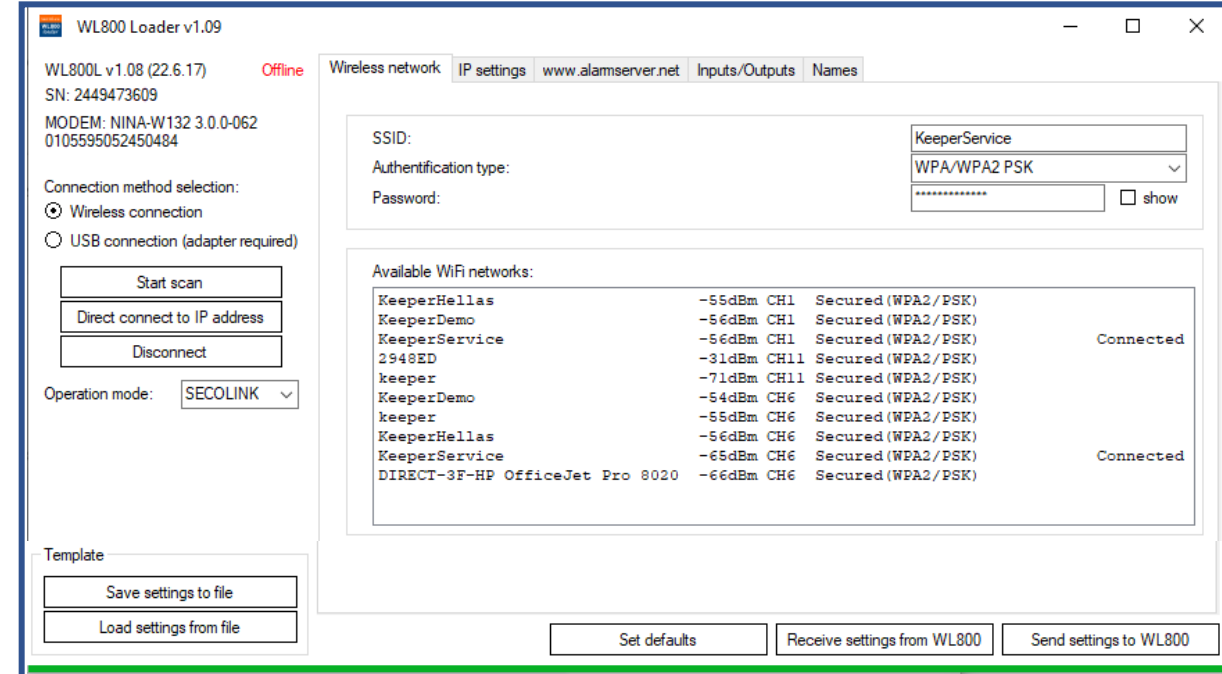 WL800 Loader v1.09
WL800L v1.08 (22.6.17) Offline
SN: 2449473609
MODEM: NINA-W132 3.0.0-062
0105595052450484
Connection method selection:
Wireless connection
USB connection (adapter required)
Start scan
Direct connect to IP address
Disconnect
Operation mode: SECOLINK
Template
Save settings to file
Load settings from file
Wireless network IP settings www.alarmserver.net Inputs/Outputs Names
SSID: KeeperService
Authentification type: WPA/WPA2 PSK
Password: ************* show
Available WiFi networks:
KeeperHellas -55dBm CH1 Secured(WPA2/PSK)
KeeperDemo -56dBm CH1 Secured(WPA2/PSK)
KeeperService -56dBm CH1 Secured(WPA2/PSK) Connected
2948ED -31dBm CH11 Secured(WPA2/PSK)
keeper -71dBm CH11 Secured(WPA2/PSK)
KeeperDemo -54dBm CH6 Secured(WPA2/PSK)
keeper -55dBm CH6 Secured(WPA2/PSK)
KeeperHellas -56dBm CH6 Secured(WPA2/PSK)
KeeperService -65dBm CH6 Secured(WPA2/PSK) Connected
DIRECT-3F-HP OfficeJet Pro 8020 -66dBm CH6 Secured(WPA2/PSK)
Set defaults
Receive settings from WL800
Send settings to WL800